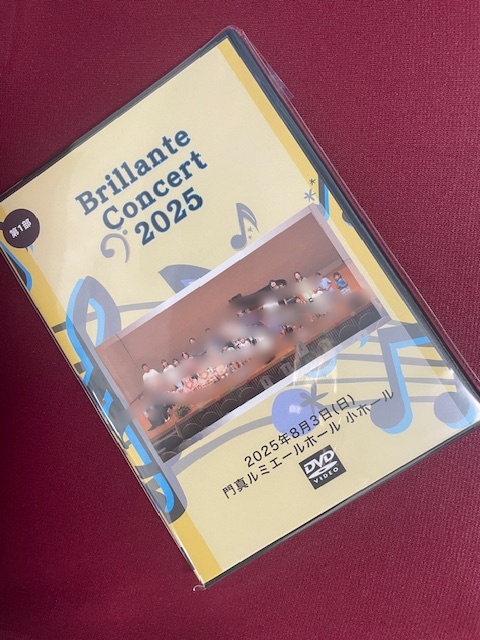 第1部
Brillante
Concert
2025
2025年8月3日(日)
門真ルミエールホール 小ホール
DVD
VIDEO